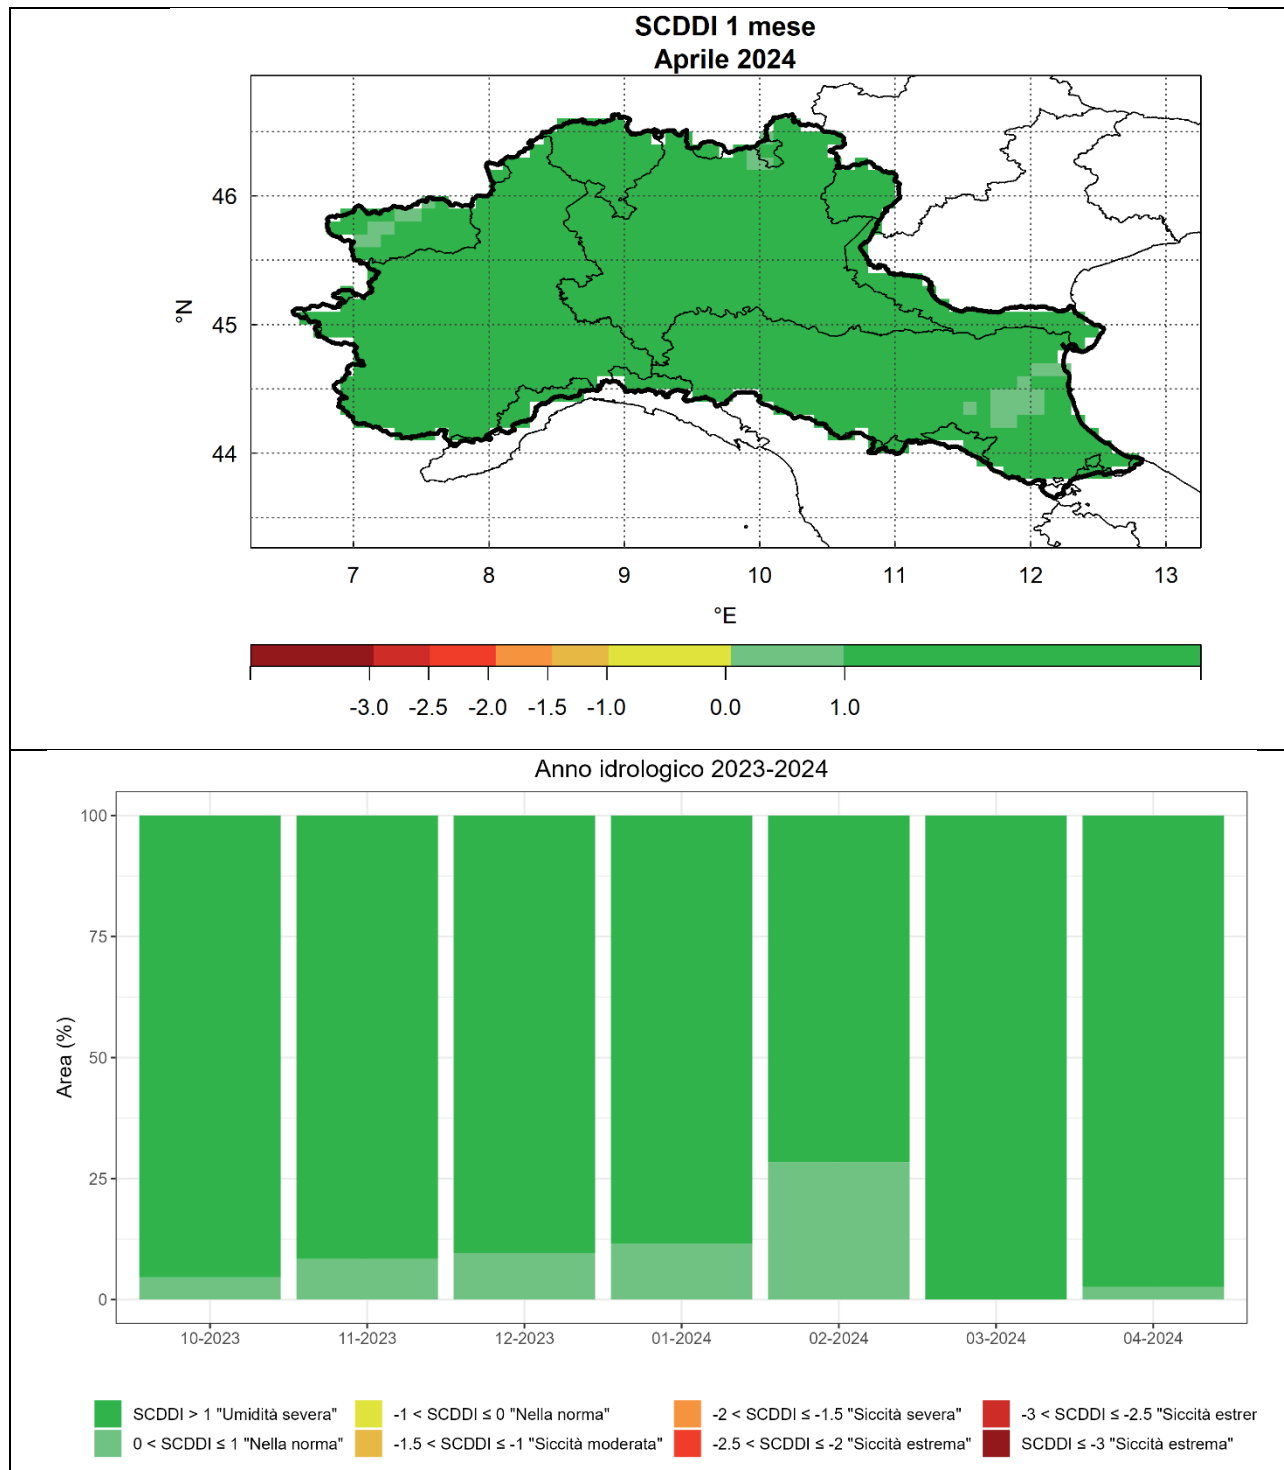 SCDDI 1 mese
Aprile 2024
46
45
44
°N
7 8 9 10 11 12 13
°E
-3.0 -2.5 -2.0 -1.5 -1.0 0.0 1.0
Anno idrologico 2023-2024
100
75
50
25
0
Area (%)
10-2023 11-2023 12-2023 01-2024 02-2024 03-2024 04-2024
SCDDI > 1 "Umidità severa" -1 < SCDDI ≤ 0 "Nella norma" -2 < SCDDI ≤ -1.5 "Siccità severa" -3 < SCDDI ≤ -2.5 "Siccità estrer
0 < SCDDI ≤ 1 "Nella norma" -1.5 < SCDDI ≤ -1 "Siccità moderata" -2.5 < SCDDI ≤ -2 "Siccità estrema" SCDDI ≤ -3 "Siccità estrema"